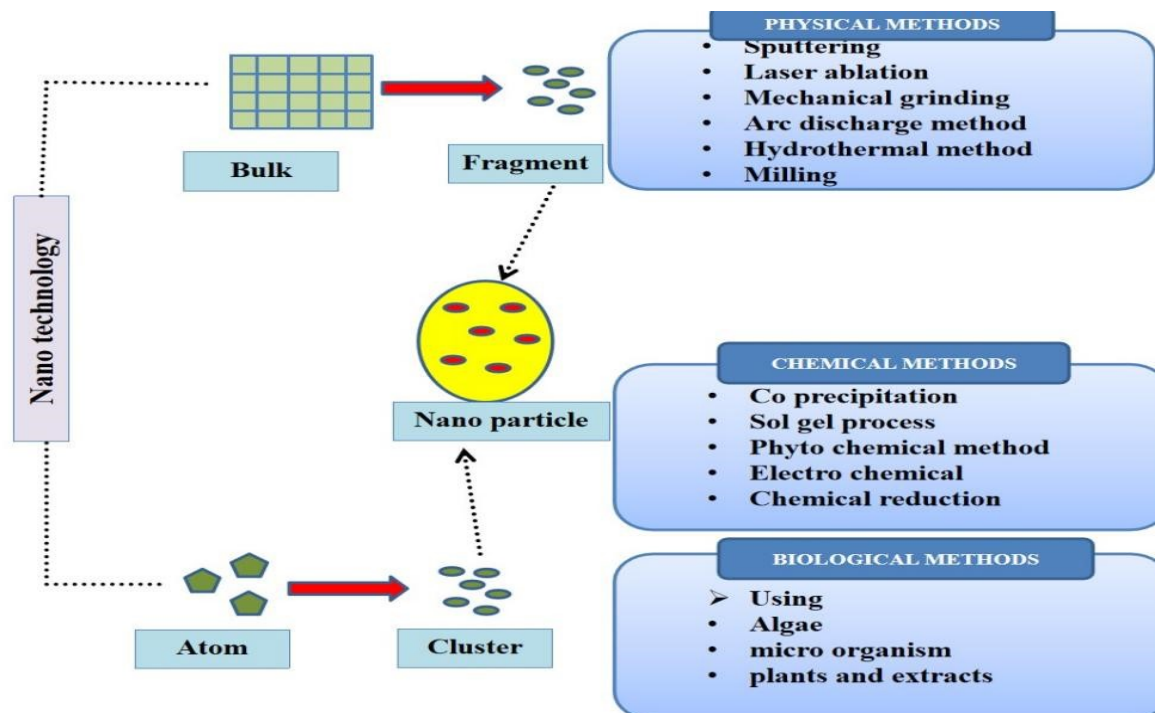 PHYSICAL METHODS
• Sputtering
• Laser ablation
• Mechanical grinding
• Arc discharge method
• Hydrothermal method
• Milling
Bulk
Fragment
Nano technology
Nano particle
CHEMICAL METHODS
• Co precipitation
• Sol gel process
• Phyto chemical method
• Electro chemical
• Chemical reduction
Atom
Cluster
BIOLOGICAL METHODS
➢ Using
• Algae
• micro organism
• plants and extracts